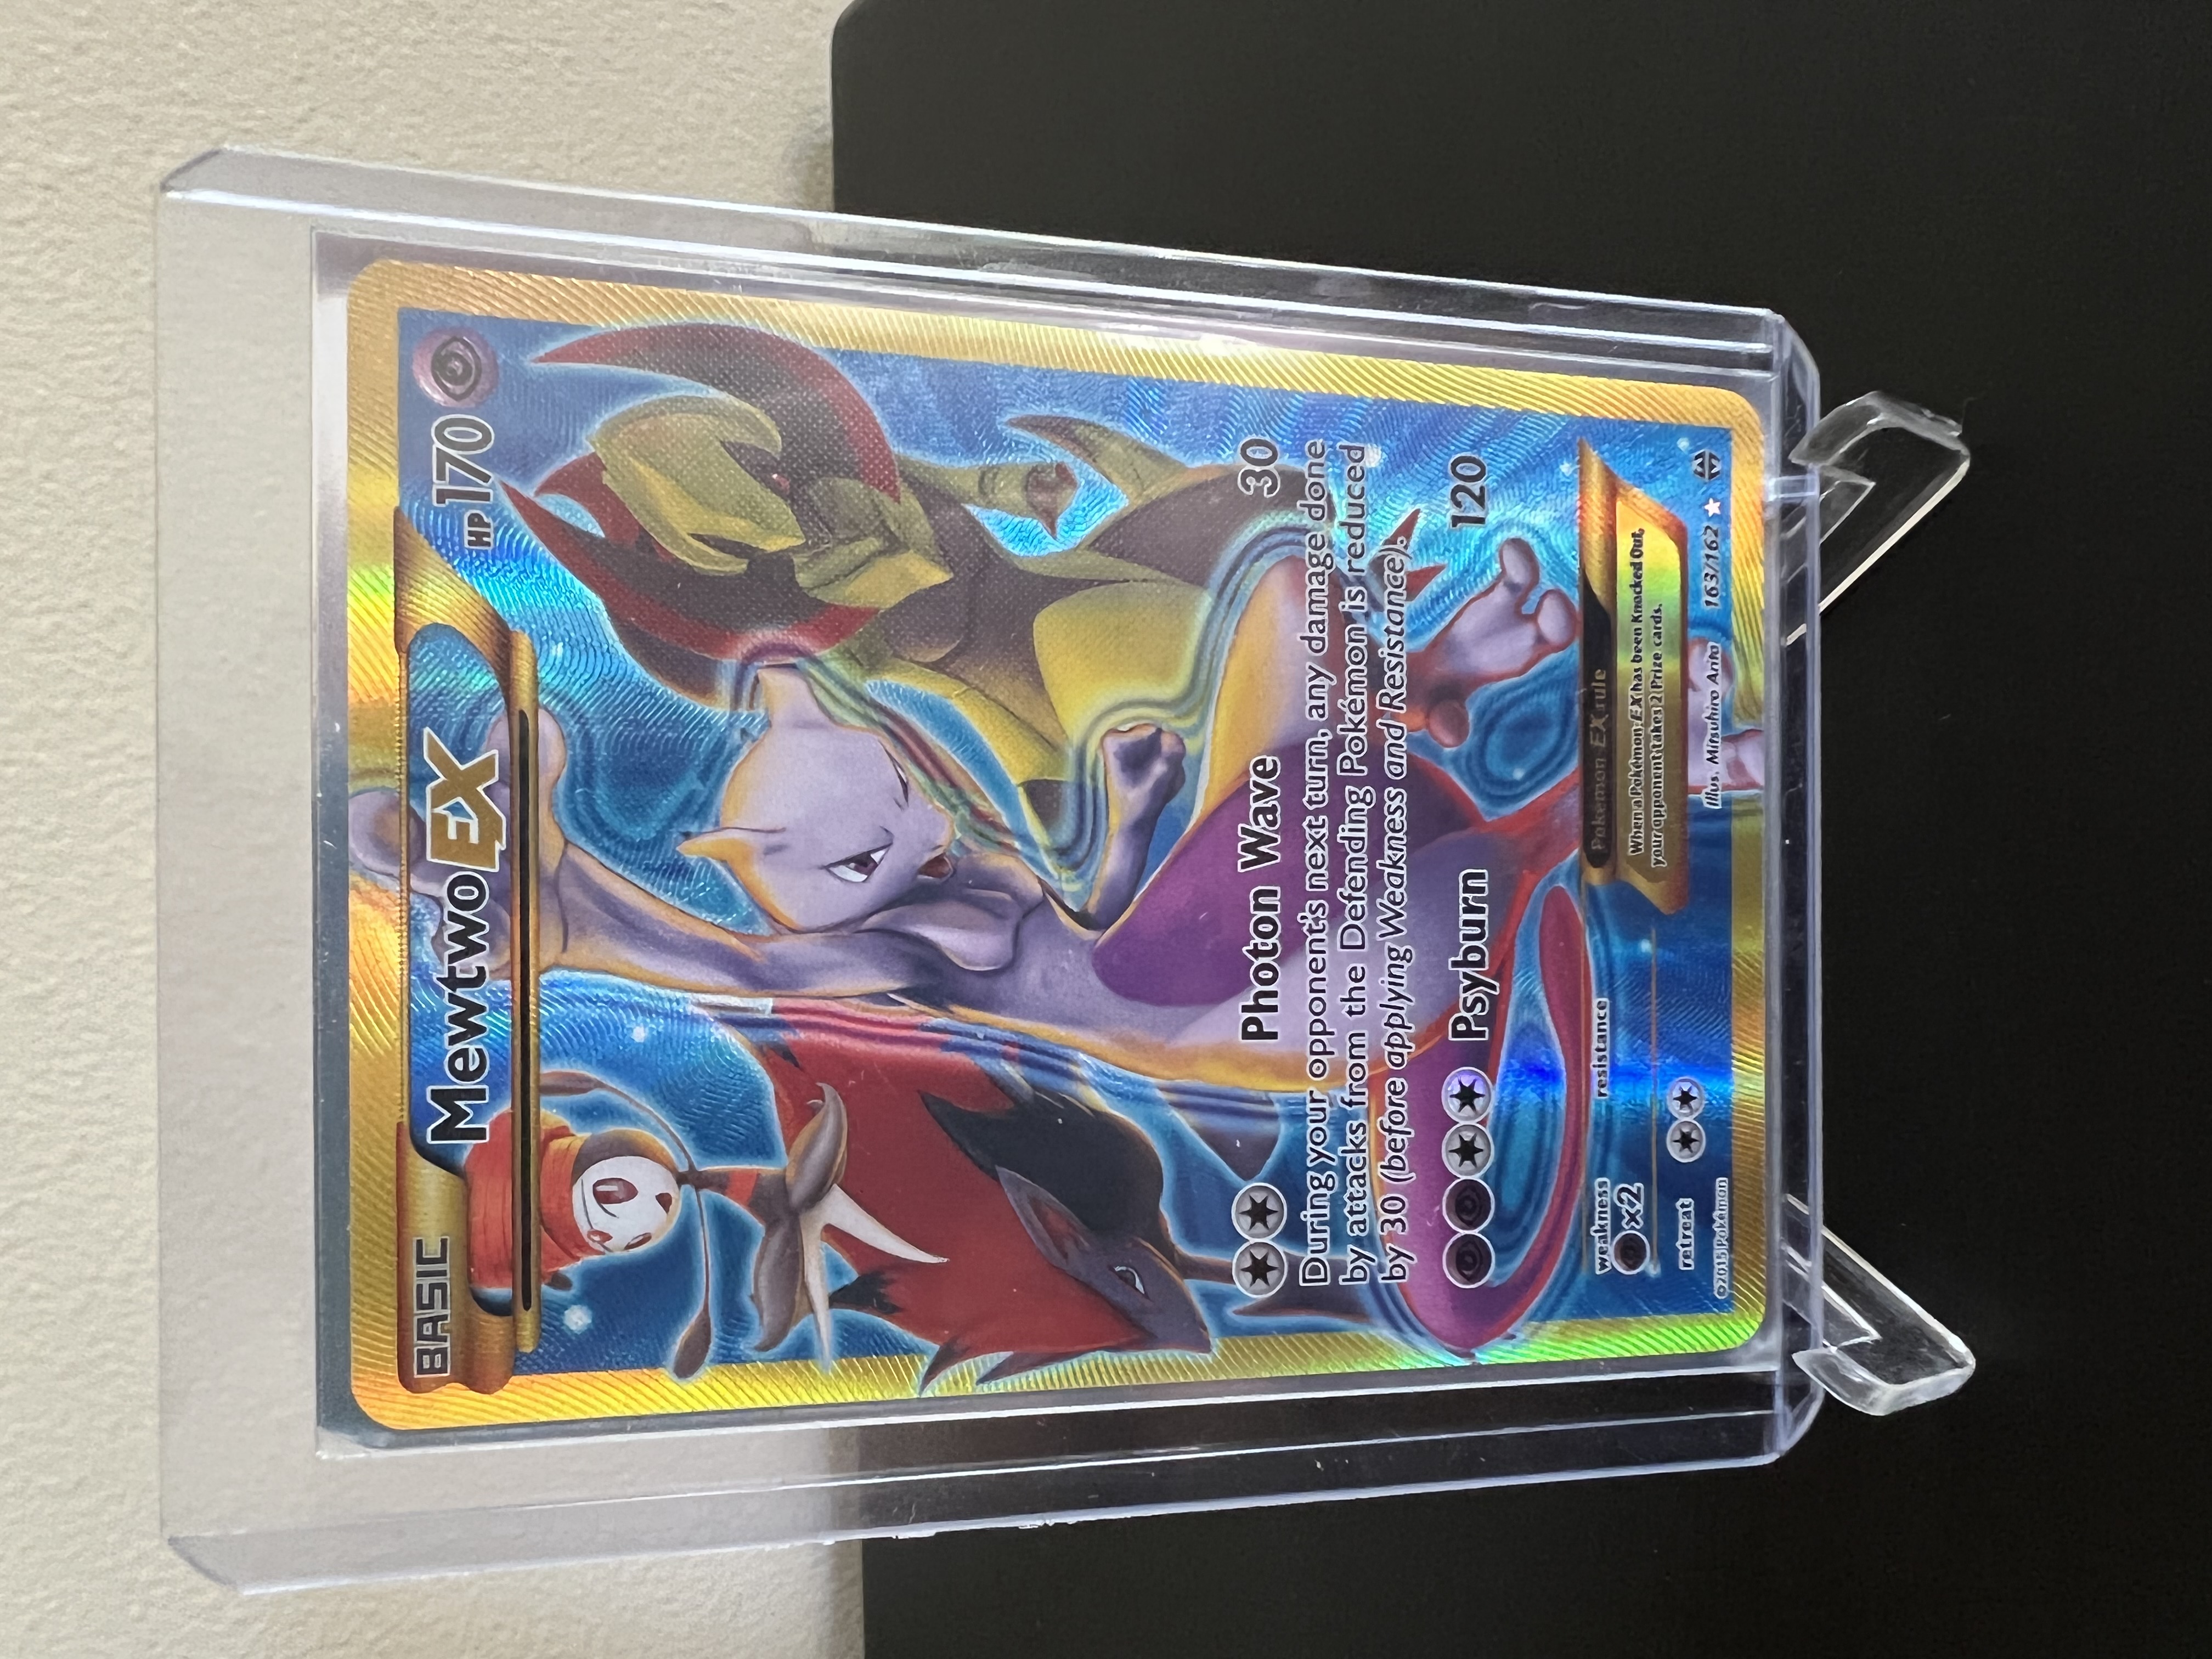 BASIC
Mewtwo EX
HP 170
Photon Wave 30
During your opponent's next turn, any damage done
by attacks from the Defending Pokémon is reduced
by 30 (before applying Weakness and Resistance).
Psyburn 120
weakness resistance
x2
Pokémon EX rule
When a Pokémon-EX has been Knocked Out,
your opponent takes 2 Prize cards.
retreat
©2015 Pokémon
Illus. Mitsuhiro Arita 163/162